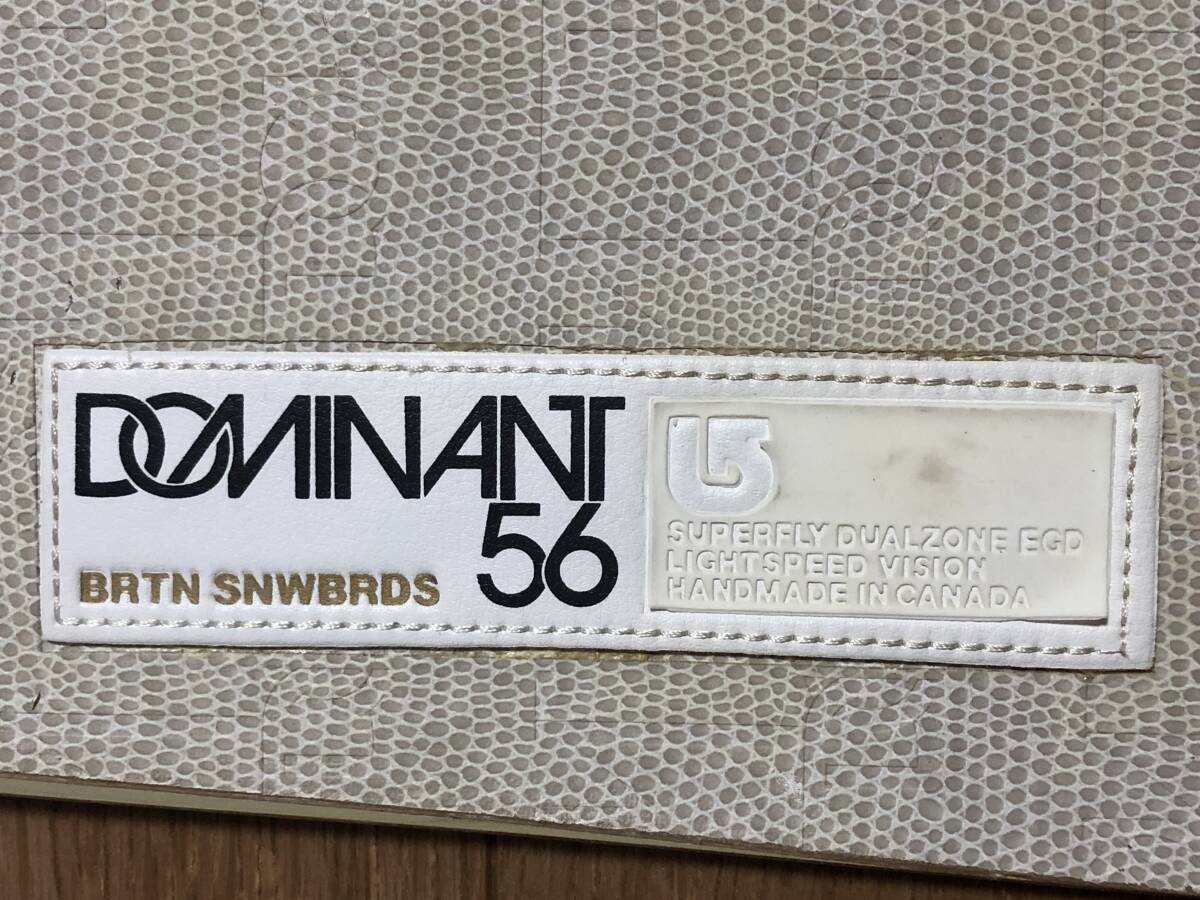 DOMINANT
56
BRTN SNWBRDS
SUPERFLY DUALZONE EGD
LIGHTSPEED VISION
HANDMADE IN CANADA